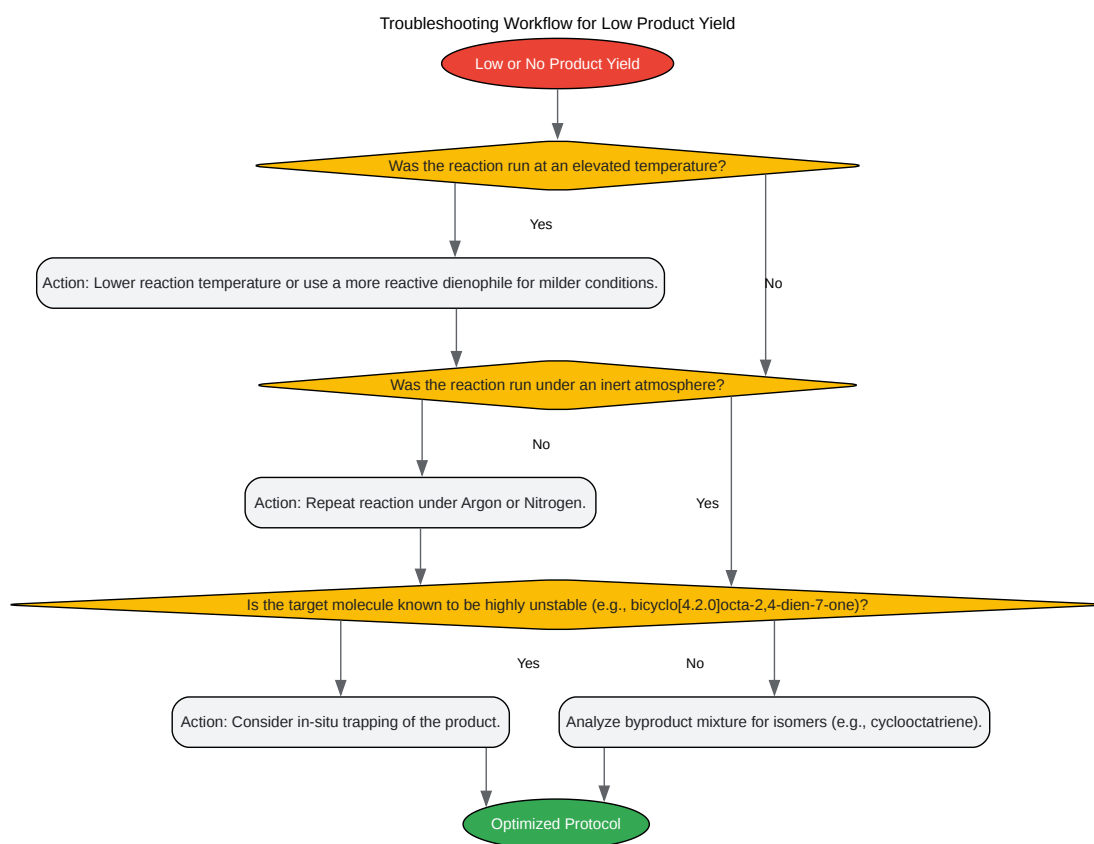 Troubleshooting Workflow for Low Product Yield
Low or No Product Yield
Was the reaction run at an elevated temperature?
Yes
Action: Lower reaction temperature or use a more reactive dienophile for milder conditions.
No
Was the reaction run under an inert atmosphere?
No
Action: Repeat reaction under Argon or Nitrogen.
Yes
Is the target molecule known to be highly unstable (e.g., bicyclo[4.2.0]octa-2,4-dien-7-one)?
Yes
No
Action: Consider in-situ trapping of the product.
Analyze byproduct mixture for isomers (e.g., cyclooctatriene).
Optimized Protocol